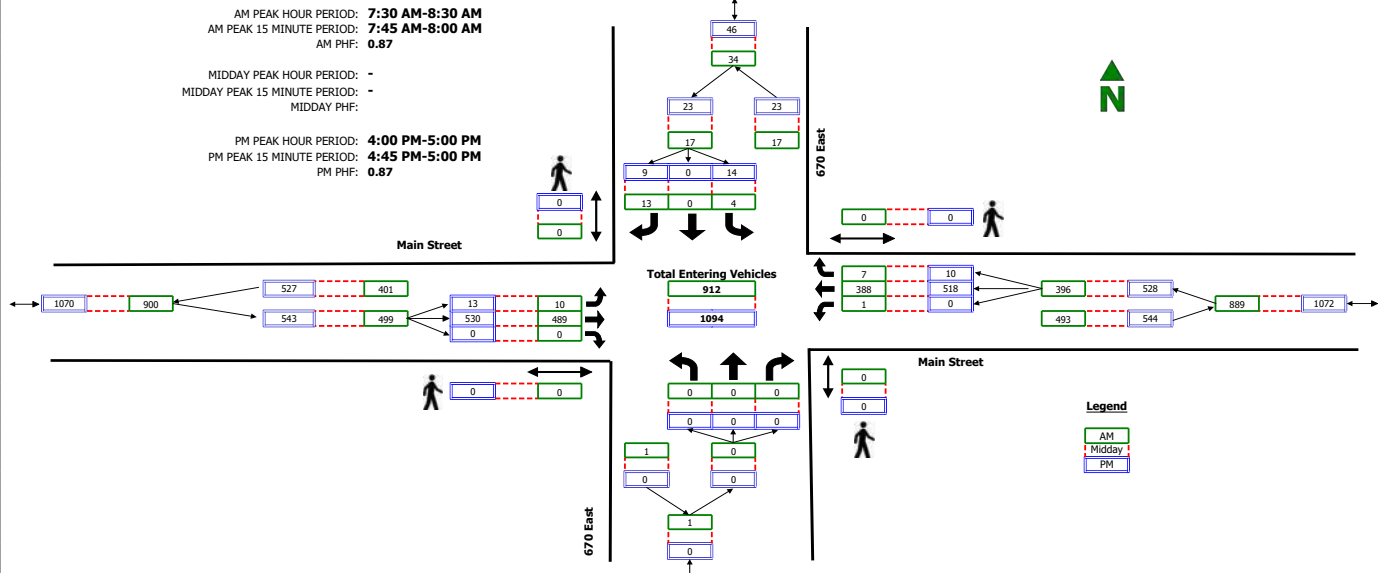 AM PEAK HOUR PERIOD: 7:30 AM-8:30 AM
AM PEAK 15 MINUTE PERIOD: 7:45 AM-8:00 AM
AM PHF: 0.87
MIDDAY PEAK HOUR PERIOD: -
MIDDAY PEAK 15 MINUTE PERIOD: -
MIDDAY PHF:
PM PEAK HOUR PERIOD: 4:00 PM-5:00 PM
PM PEAK 15 MINUTE PERIOD: 4:45 PM-5:00 PM
PM PHF: 0.87
46
34
23 23
17 17
9 0 14
13 0 4
670 East
N
0
0
0 0
Main Street
Total Entering Vehicles
912
1094
1070 900
527 401
543 499
13 10
530 489
0 0
7 10
388 518
1 0
396 528
493 544
889 1072
Main Street
0 0
0 0 0
0 0 0
1 0
0 0
1
0
670 East
0
0
Legend
AM
Midday
PM